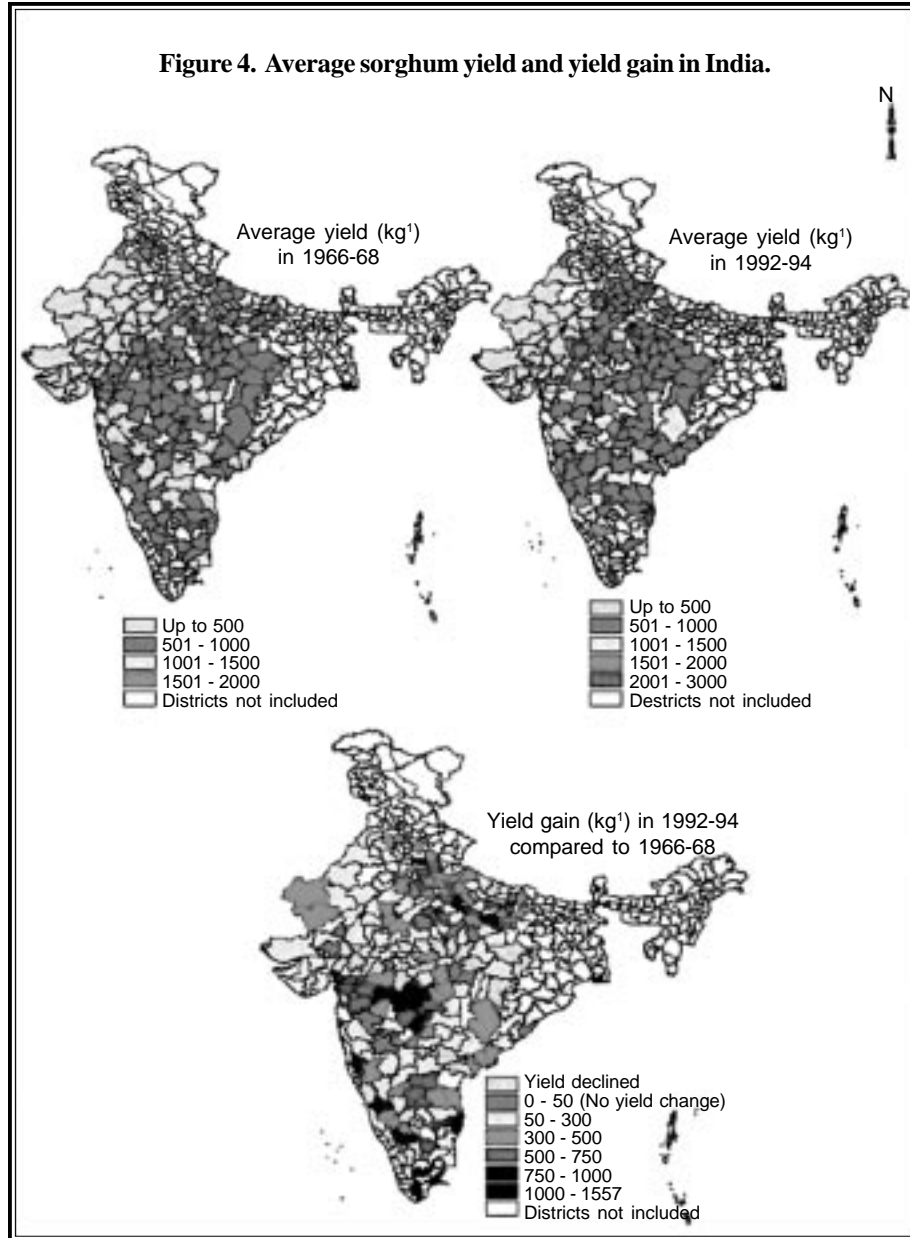 Figure 4. Average sorghum yield and yield gain in India.
N
Average yield (kg¹)
in 1966-68
Average yield (kg¹)
in 1992-94
Up to 500
501 - 1000
1001 - 1500
1501 - 2000
Districts not included
Up to 500
501 - 1000
1001 - 1500
1501 - 2000
2001 - 3000
Destricts not included
Yield gain (kg¹) in 1992-94
compared to 1966-68
Yield declined
0 - 50 (No yield change)
50 - 300
300 - 500
500 - 750
750 - 1000
1000 - 1557
Districts not included